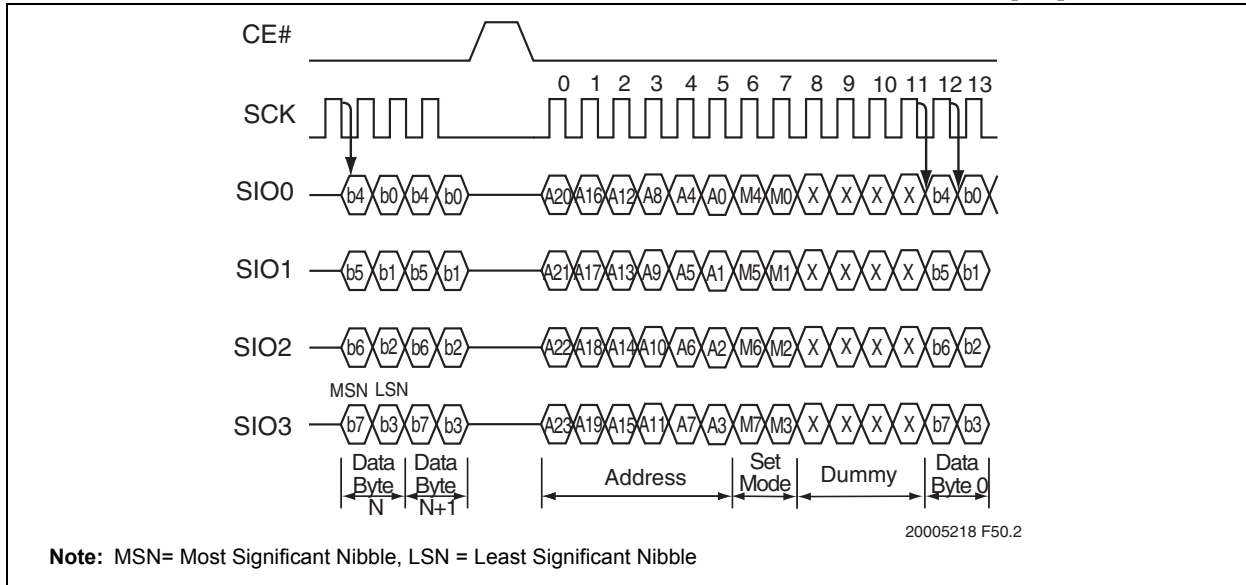 CE#
0 1 2 3 4 5 6 7 8 9 10 11 12 13
SCK
SIO0 b4 b0 b4 b0 A20 A16 A12 A8 A4 A0 M4 M0 X X X X b4 b0
SIO1 b5 b1 b5 b1 A21 A17 A13 A9 A5 A1 M5 M1 X X X X b5 b1
SIO2 b6 b2 b6 b2 A22 A18 A14 A10 A6 A2 M6 M2 X X X X b6 b2
MSN LSN
SIO3 b7 b3 b7 b3 A23 A19 A15 A11 A7 A3 M7 M3 X X X X b7 b3
Data Data Set Data
Byte Byte Address Mode Dummy Byte 0
N N+1
20005218 F50.2
Note: MSN= Most Significant Nibble, LSN = Least Significant Nibble